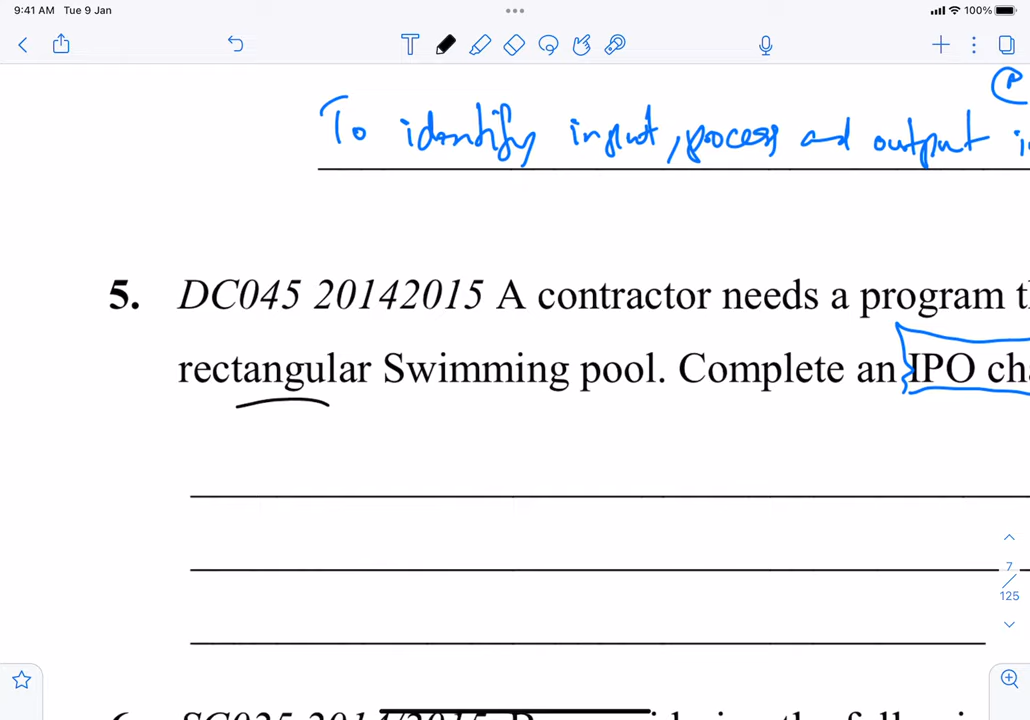 9:41 AM Tue 9 Jan
100%
To identify input, process and output
5. DC045 20142015 A contractor needs a program
rectangular Swimming pool. Complete an IPO
7
125